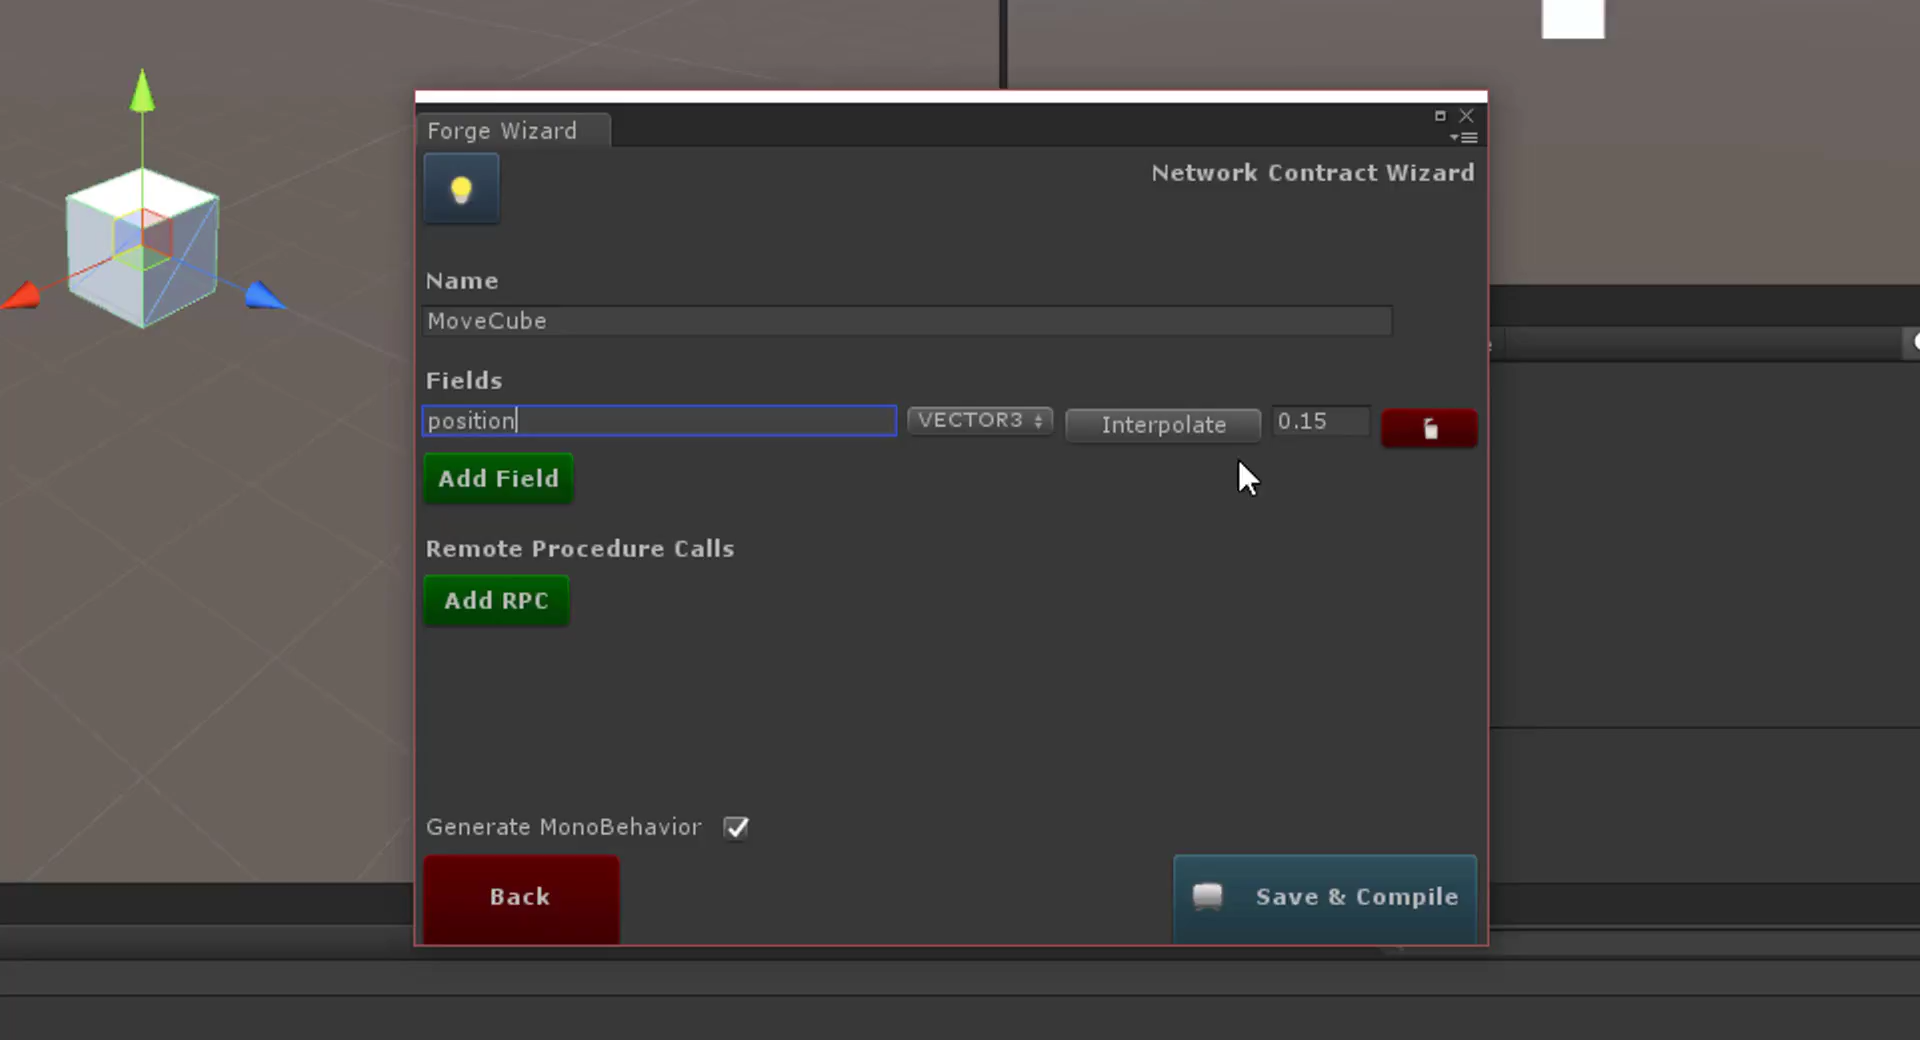 Forge Wizard
Network Contract Wizard
Name
MoveCube
Fields
position VECTOR3 Interpolate 0.15
Add Field
Remote Procedure Calls
Add RPC
Generate MonoBehavior
Back Save & Compile